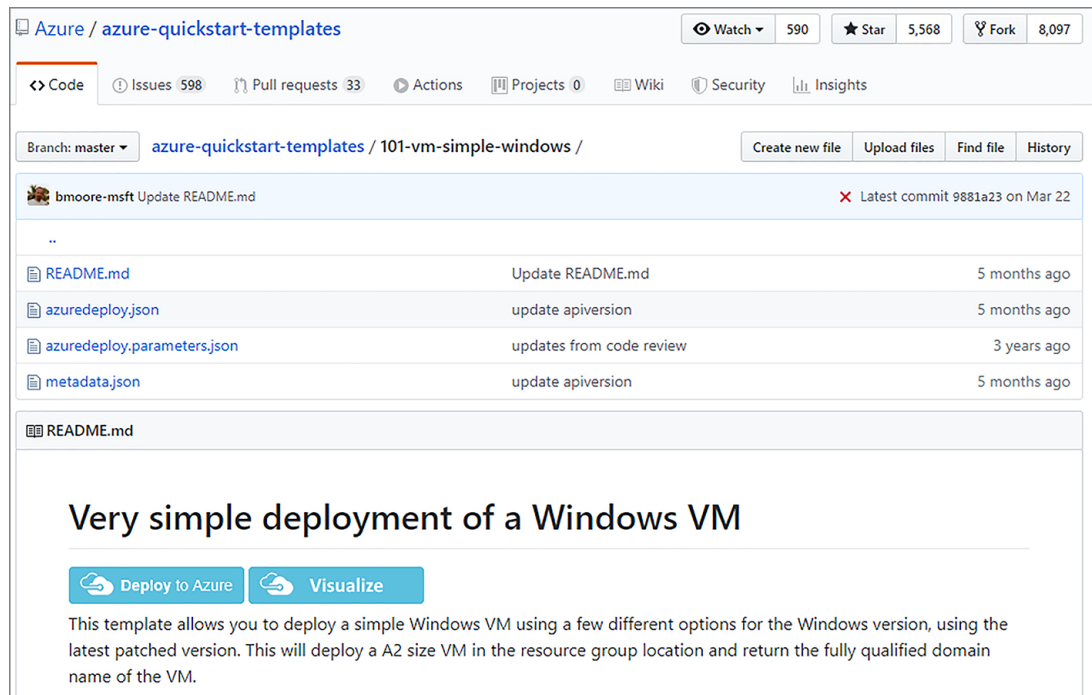 Azure / azure-quickstart-templates Watch 590 Star 5,568 Fork 8,097
Code Issues 598 Pull requests 33 Actions Projects 0 Wiki Security Insights
Branch: master azure-quickstart-templates / 101-vm-simple-windows / Create new file Upload files Find file History
bmoore-msft Update README.md Latest commit 9881a23 on Mar 22
..
README.md Update README.md 5 months ago
azuredeploy.json update apiversion 5 months ago
azuredeploy.parameters.json updates from code review 3 years ago
metadata.json update apiversion 5 months ago
README.md
Very simple deployment of a Windows VM
Deploy to Azure Visualize
This template allows you to deploy a simple Windows VM using a few different options for the Windows version, using the
latest patched version. This will deploy a A2 size VM in the resource group location and return the fully qualified domain
name of the VM.